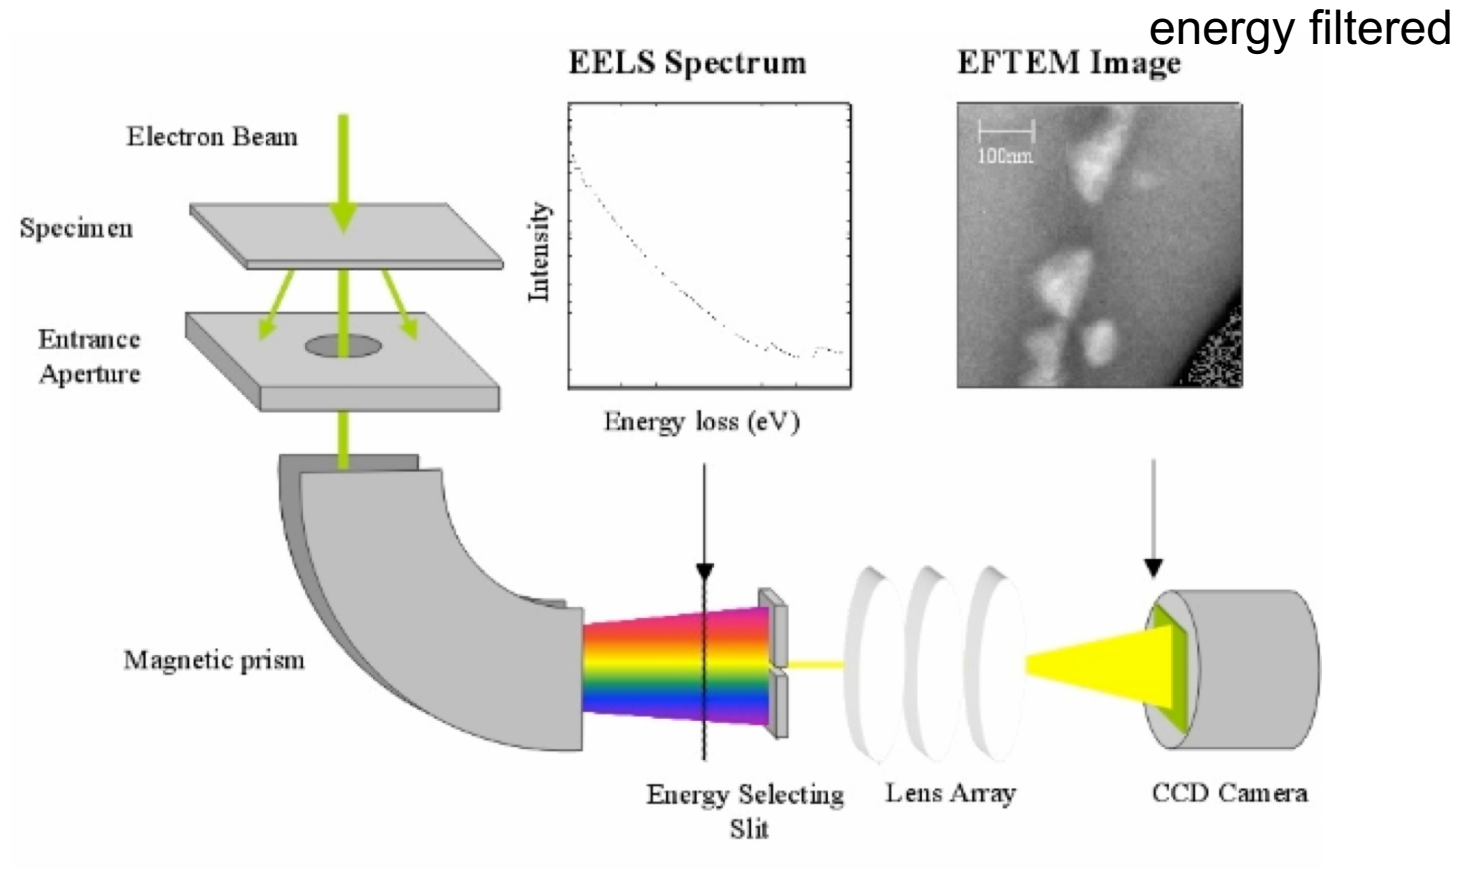 energy filtered
EELS Spectrum
EFTEM Image
Electron Beam
100nm
Specimen
Intensity
Entrance
Aperture
Energy loss (eV)
Magnetic prism
Energy Selecting
Slit
Lens Array
CCD Camera